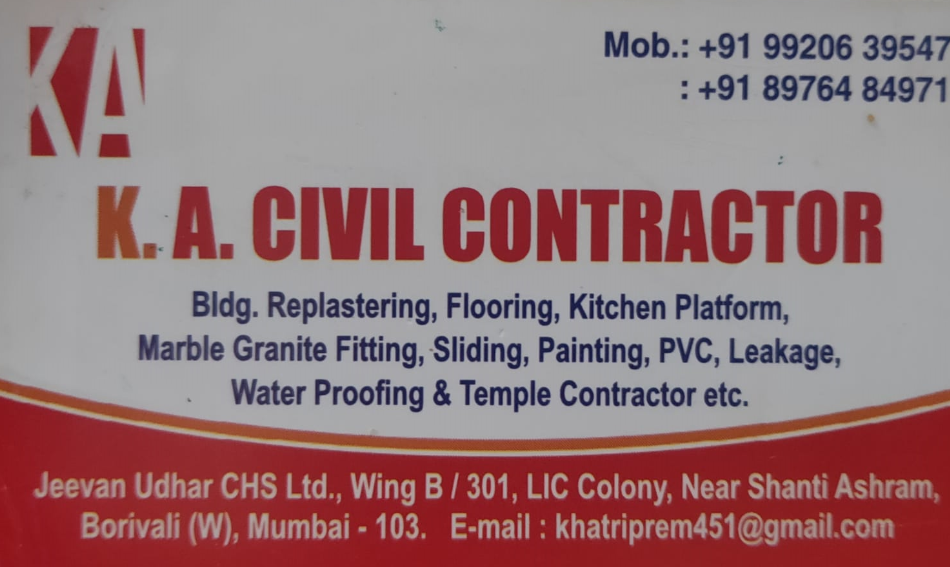 KA
Mob.: +91 99206 39547
: +91 89764 84971
K. A. CIVIL CONTRACTOR
Bldg. Replastering, Flooring, Kitchen Platform,
Marble Granite Fitting, Sliding, Painting, PVC, Leakage,
Water Proofing & Temple Contractor etc.
Jeevan Udhar CHS Ltd., Wing B / 301, LIC Colony, Near Shanti Ashram,
Borivali (W), Mumbai - 103. E-mail : khatriprem451@gmail.com